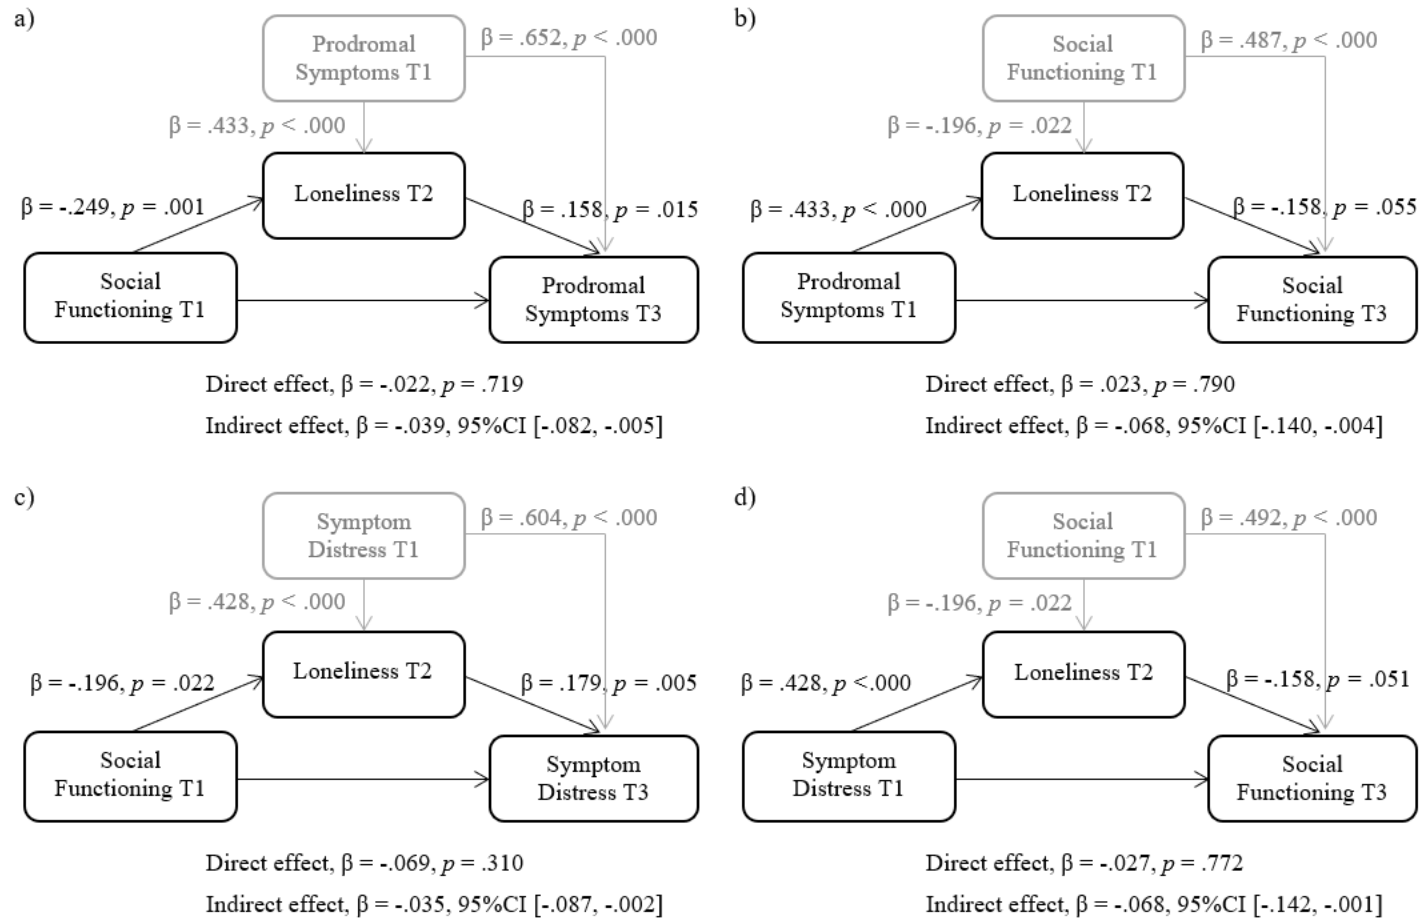 a)
Prodromal
Symptoms T1
β = .652, p < .000
β = .433, p < .000
Loneliness T2
β = -.249, p = .001
β = .158, p = .015
Social
Functioning T1
Prodromal
Symptoms T3
Direct effect, β = -.022, p = .719
Indirect effect, β = -.039, 95%CI [-.082, -.005]
b)
Social
Functioning T1
β = .487, p < .000
β = -.196, p = .022
Loneliness T2
β = .433, p < .000
β = -.158, p = .055
Prodromal
Symptoms T1
Social
Functioning T3
Direct effect, β = .023, p = .790
Indirect effect, β = -.068, 95%CI [-.140, -.004]
c)
Symptom
Distress T1
β = .604, p < .000
β = .428, p < .000
Loneliness T2
β = -.196, p = .022
β = .179, p = .005
Social
Functioning T1
Symptom
Distress T3
Direct effect, β = -.069, p = .310
Indirect effect, β = -.035, 95%CI [-.087, -.002]
d)
Social
Functioning T1
β = .492, p < .000
β = -.196, p = .022
Loneliness T2
β = .428, p <.000
β = -.158, p = .051
Symptom
Distress T1
Social
Functioning T3
Direct effect, β = -.027, p = .772
Indirect effect, β = -.068, 95%CI [-.142, -.001]